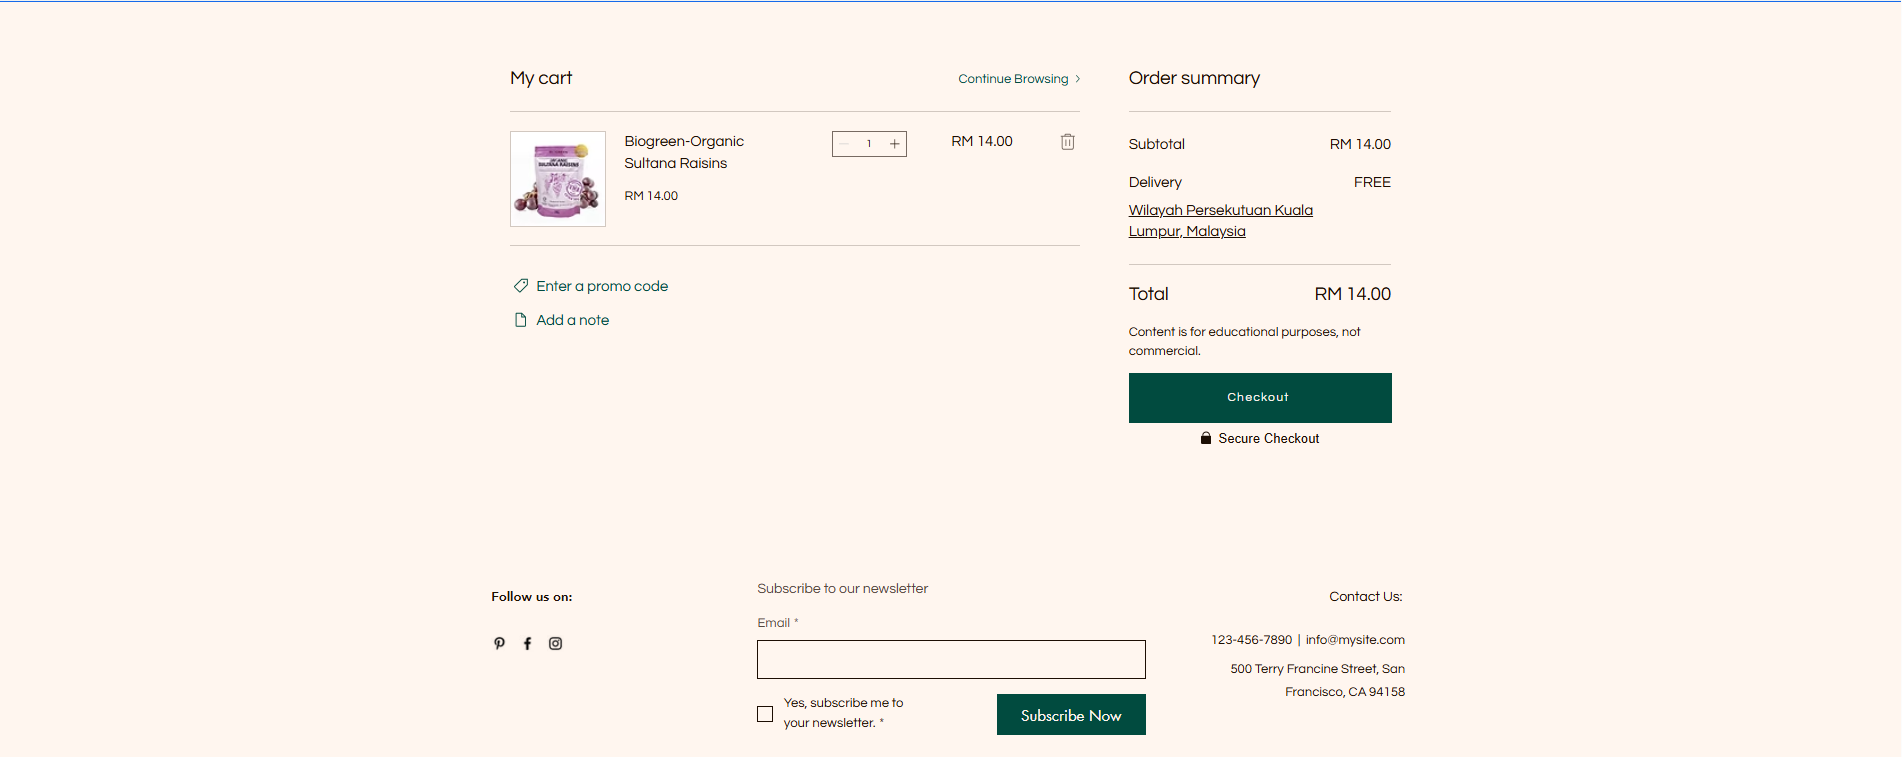 My cart
Continue Browsing
Biogreen-Organic
Sultana Raisins
RM 14.00
1
RM 14.00
SULTANA RAISINS
Enter a promo code
Add a note
Order summary
Subtotal RM 14.00
Delivery FREE
Wilayah Persekutuan Kuala
Lumpur, Malaysia
Total RM 14.00
Content is for educational purposes, not
commercial.
Checkout
Secure Checkout
Follow us on:
Subscribe to our newsletter
Email *
Yes, subscribe me to
your newsletter. *
Subscribe Now
Contact Us:
123-456-7890 | info@mysite.com
500 Terry Francine Street, San
Francisco, CA 94158